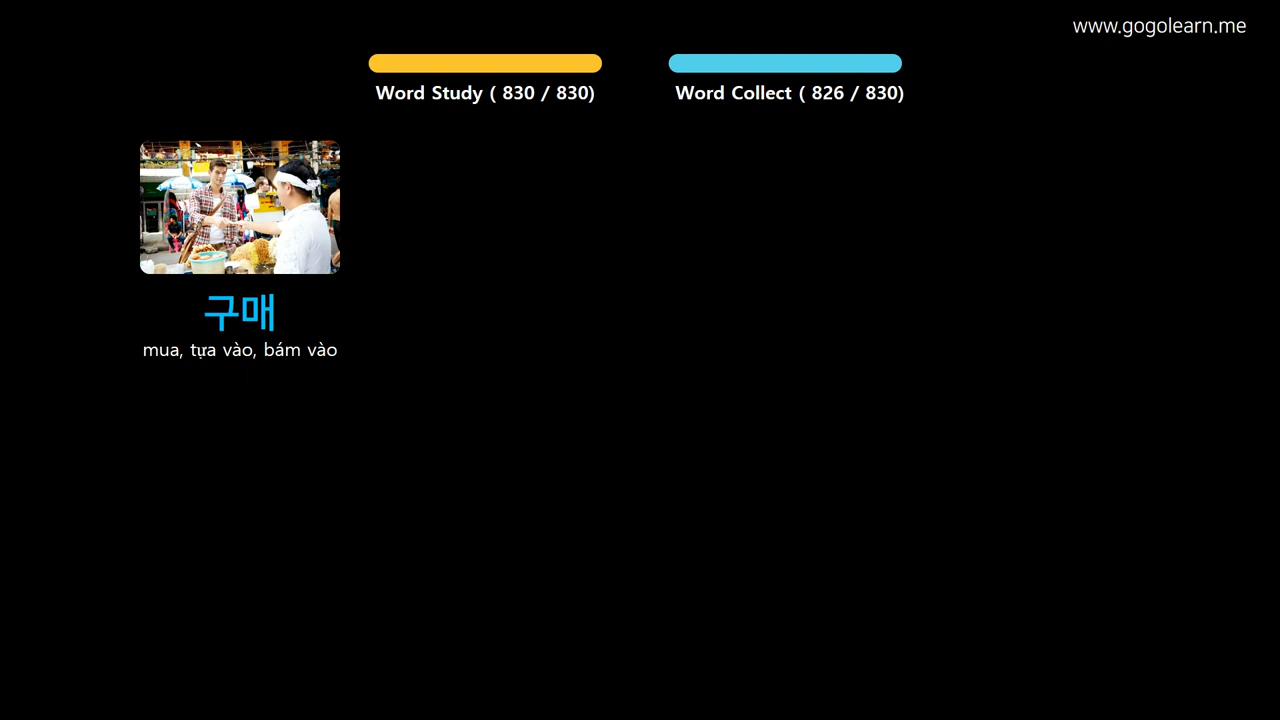 www.gogolearn.me
Word Study ( 830 / 830)
Word Collect ( 826 / 830)
구매
mua, tựa vào, bám vào